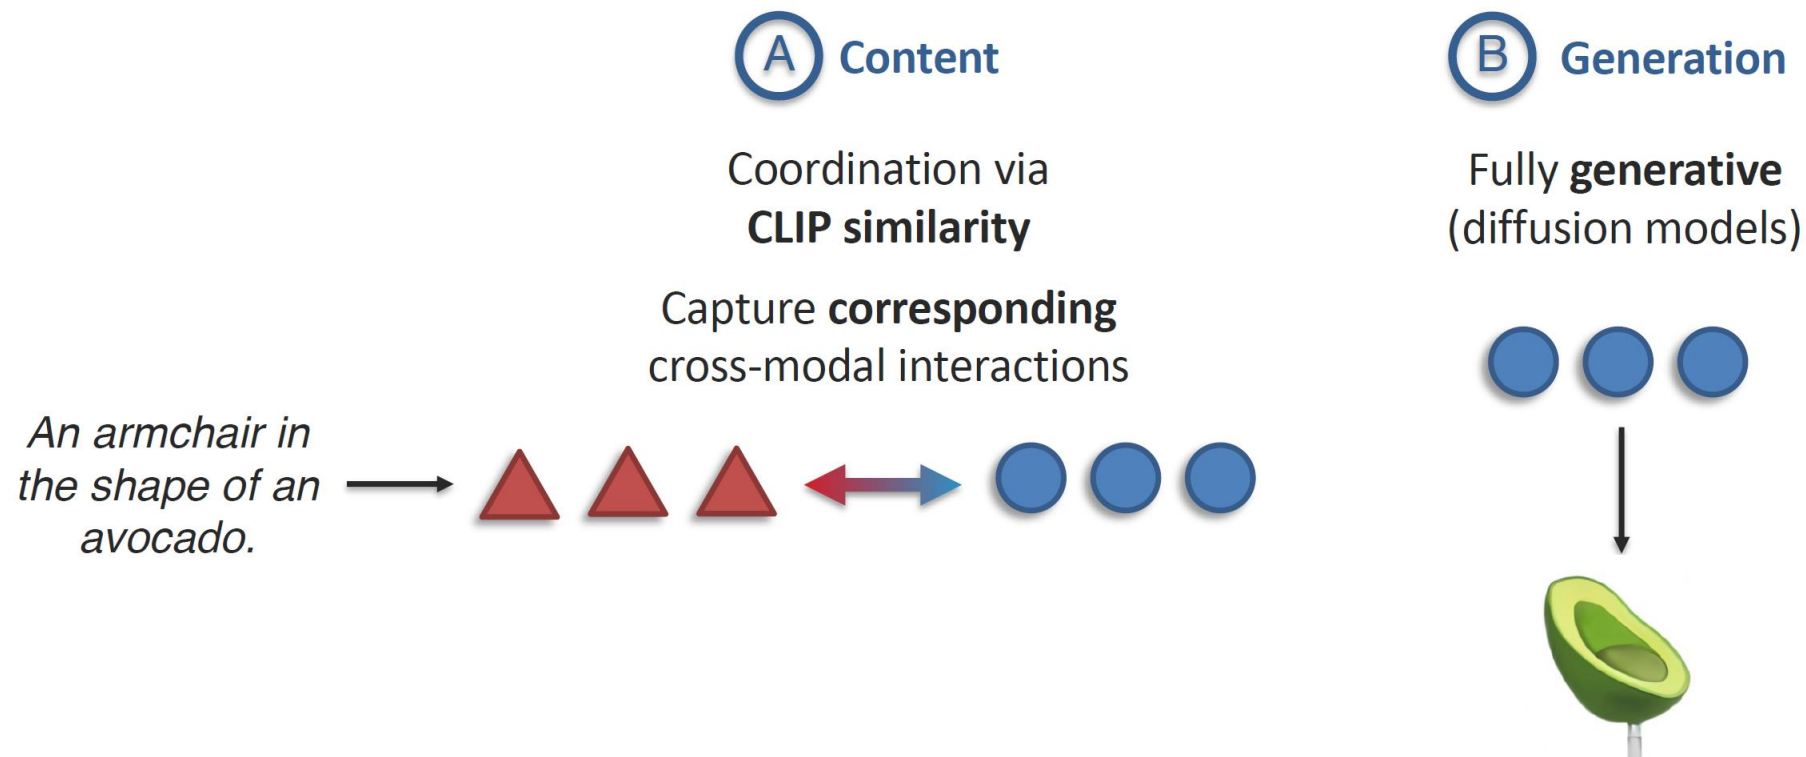 A Content
Coordination via
CLIP similarity
Capture corresponding
cross-modal interactions
An armchair in
the shape of an
avocado.
B Generation
Fully generative
(diffusion models)